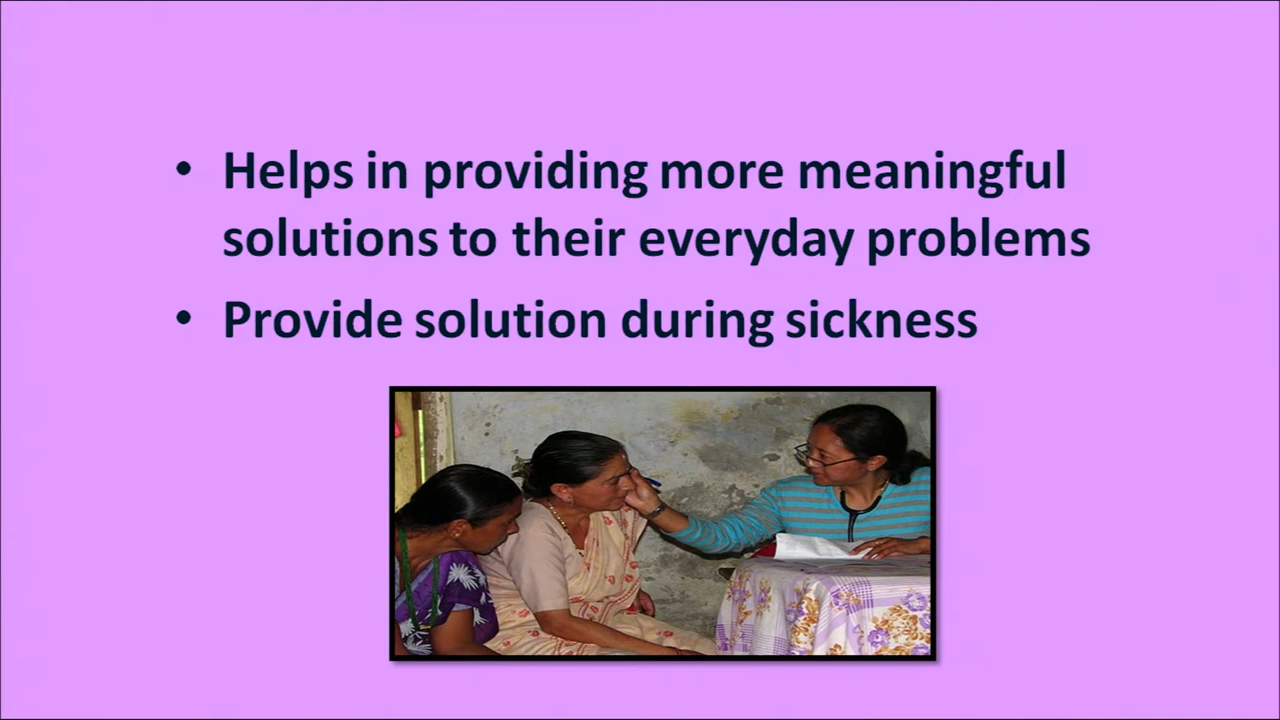 • Helps in providing more meaningful
solutions to their everyday problems
• Provide solution during sickness